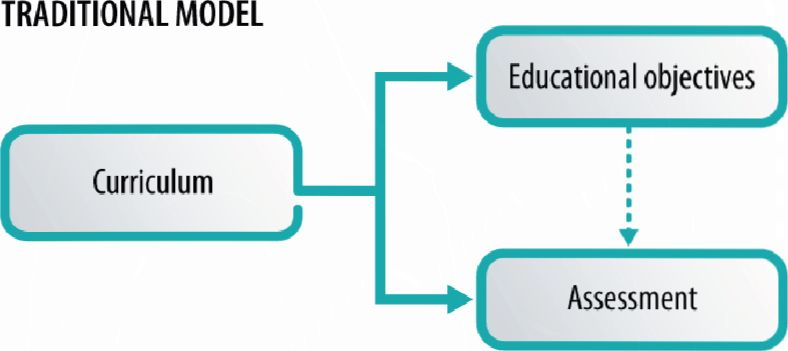 TRADITIONAL MODEL
Educational objectives
Curriculum
Assessment